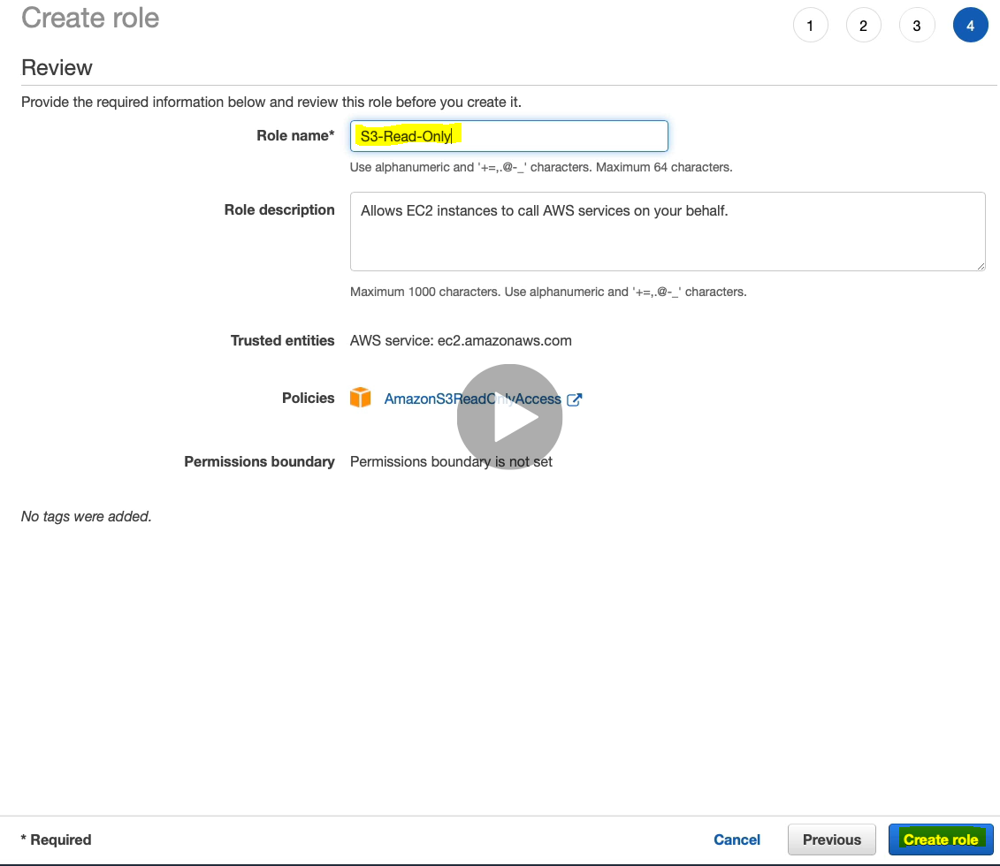 Create role
1 2 3 4
Review
Provide the required information below and review this role before you create it.
Role name* S3-Read-Only
Use alphanumeric and '+=,.@-_' characters. Maximum 64 characters.
Role description Allows EC2 instances to call AWS services on your behalf.
Maximum 1000 characters. Use alphanumeric and '+=,.@-_' characters.
Trusted entities AWS service: ec2.amazonaws.com
Policies AmazonS3ReadOnlyAccess
Permissions boundary Permissions boundary is not set
No tags were added.
* Required Cancel Previous Create role